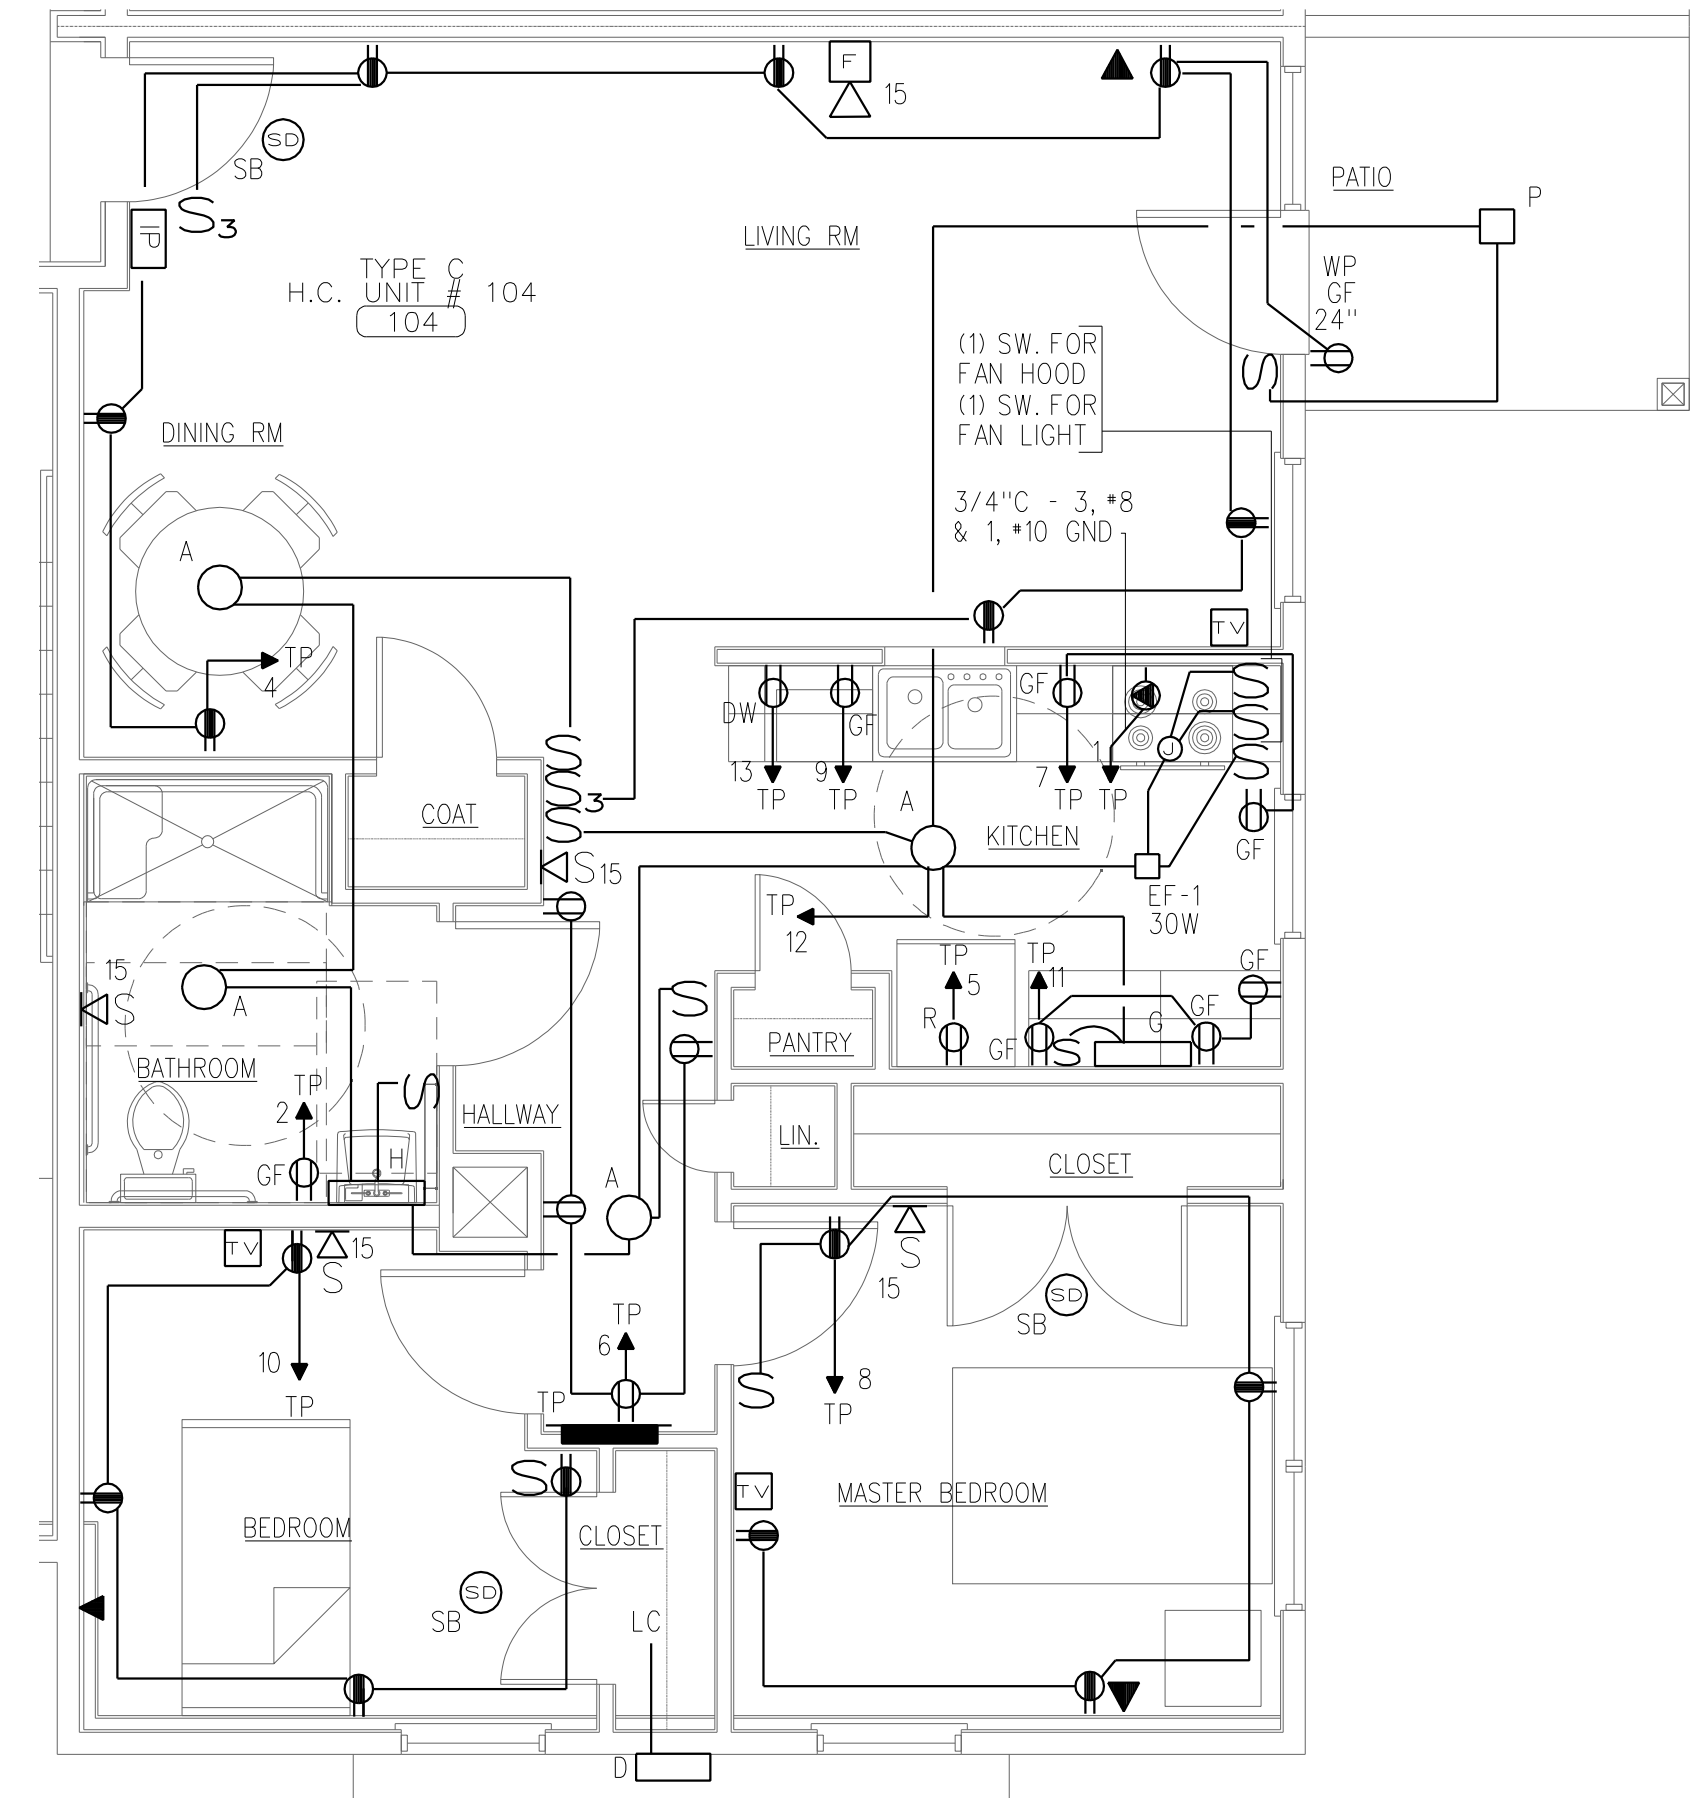 F
15
SD
SB
S3
IP
PATIO
P
LIVING RM
TYPE C
H.C. UNIT # 104
104
WP
GF
24"
S
(1) SW. FOR
FAN HOOD
(1) SW. FOR
FAN LIGHT
DINING RM
3/4"C - 3, #8
& 1, #10 GND
A
TP
4
TV
DW
GF
GF
S
S
S
J
1
13
9
7
TP
TP
TP
TP
S
S3
S
COAT
A
KITCHEN
GF
S 15
EF-1
30W
TP
12
TP
5
TP
11
GF
15
S
A
S
R
GF
S
G
GF
PANTRY
BATHROOM
TP
2
S
HALLWAY
LIN.
CLOSET
GF
H
A
TV
15
S
S
15
SD
SB
10
TP
TP
6
TP
S
8
TP
S
TV
MASTER BEDROOM
BEDROOM
CLOSET
SD
SB
LC
D